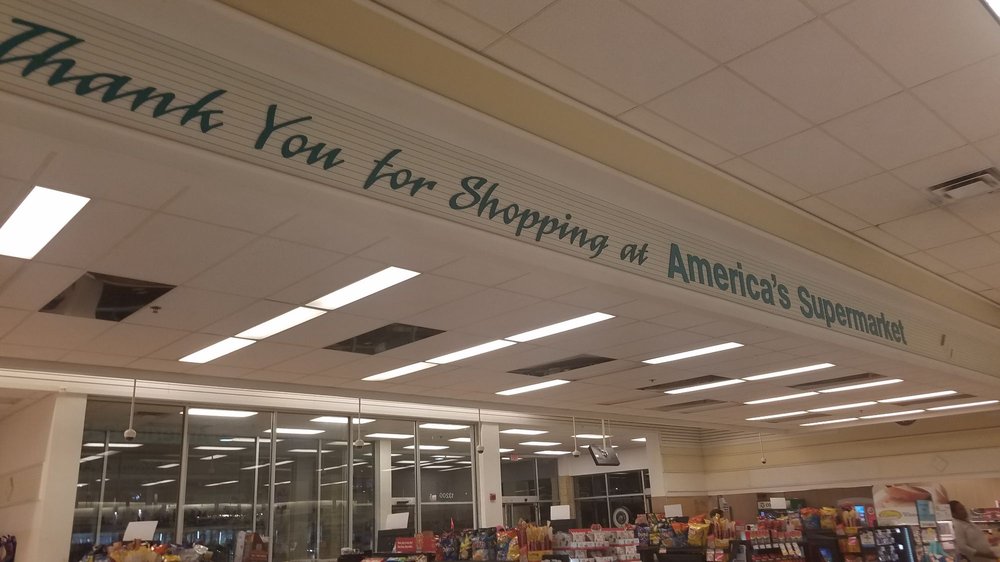 Thank You for Shopping at America's Supermarket